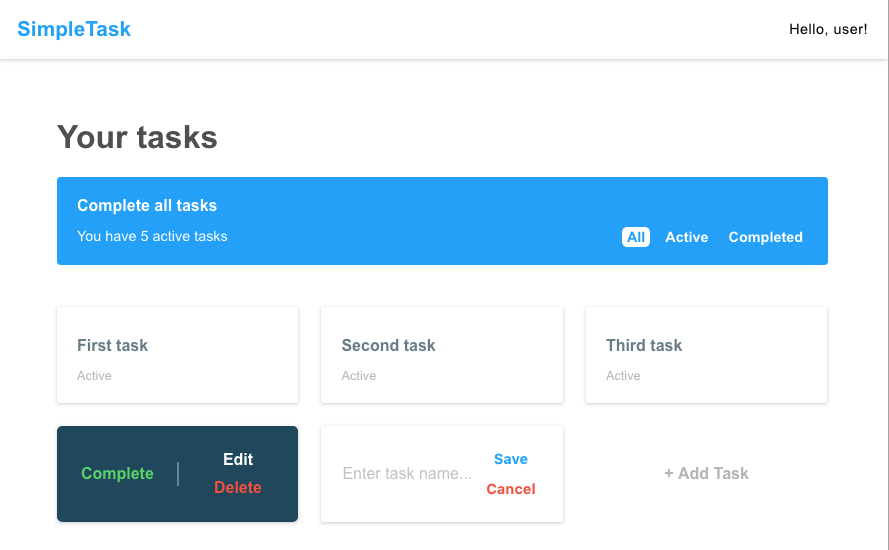 SimpleTask
Hello, user!
Your tasks
Complete all tasks
You have 5 active tasks
All Active Completed
First task
Active
Second task
Active
Third task
Active
Complete
Edit
Delete
Enter task name...
Save
Cancel
+ Add Task